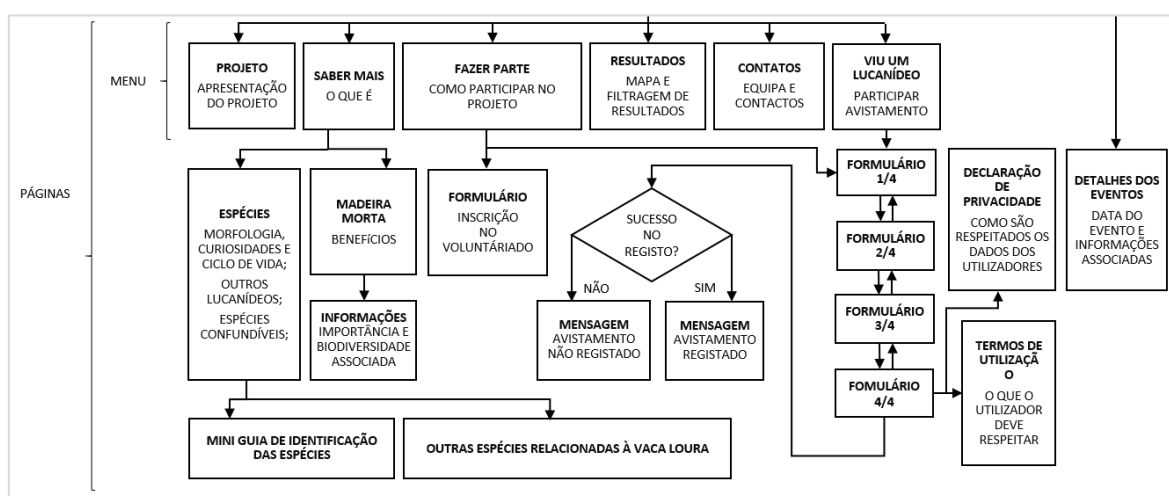 PÁGINAS
MENU
PROJETO
APRESENTAÇÃO
DO PROJETO
SABER MAIS
O QUE É
FAZER PARTE
COMO PARTICIPAR NO
PROJETO
RESULTADOS
MAPA E
FILTRAGEM DE
RESULTADOS
CONTATOS
EQUIPA E
CONTACTOS
VIU UM
LUCANÍDEO
PARTICIPAR
AVISTAMENTO
ESPÉCIES
MORFOLOGIA,
CURIOSIDADES E
CICLO DE VIDA;
OUTROS
LUCANÍDEOS;
ESPÉCIES
CONFUNDÍVEIS;
MADEIRA
MORTA
BENEFÍCIOS
INFORMAÇÕES
IMPORTÂNCIA E
BIODIVERSIDADE
ASSOCIADA
FORMULÁRIO
INSCRIÇÃO
NO
VOLUNTÁRIADO
SUCESSO
NO
REGISTO?
NÃO
SIM
MENSAGEM
AVISTAMENTO
NÃO REGISTADO
MENSAGEM
AVISTAMENTO
REGISTADO
FORMULÁRIO
1/4
FORMULÁRIO
2/4
FORMULÁRIO
3/4
FOMULÁRIO
4/4
DECLARAÇÃO
DE
PRIVACIDADE
COMO SÃO
RESPEITADOS OS
DADOS DOS
UTILIZADORES
DETALHES DOS
EVENTOS
DATA DO
EVENTO E
INFORMAÇÕES
ASSOCIADAS
TERMOS DE
UTILIZAÇÃ
O
O QUE O
UTILIZADOR
DEVE
RESPEITAR
MINI GUIA DE IDENTIFICAÇÃO
DAS ESPÉCIES
OUTRAS ESPÉCIES RELACIONADAS À VACA LOURA